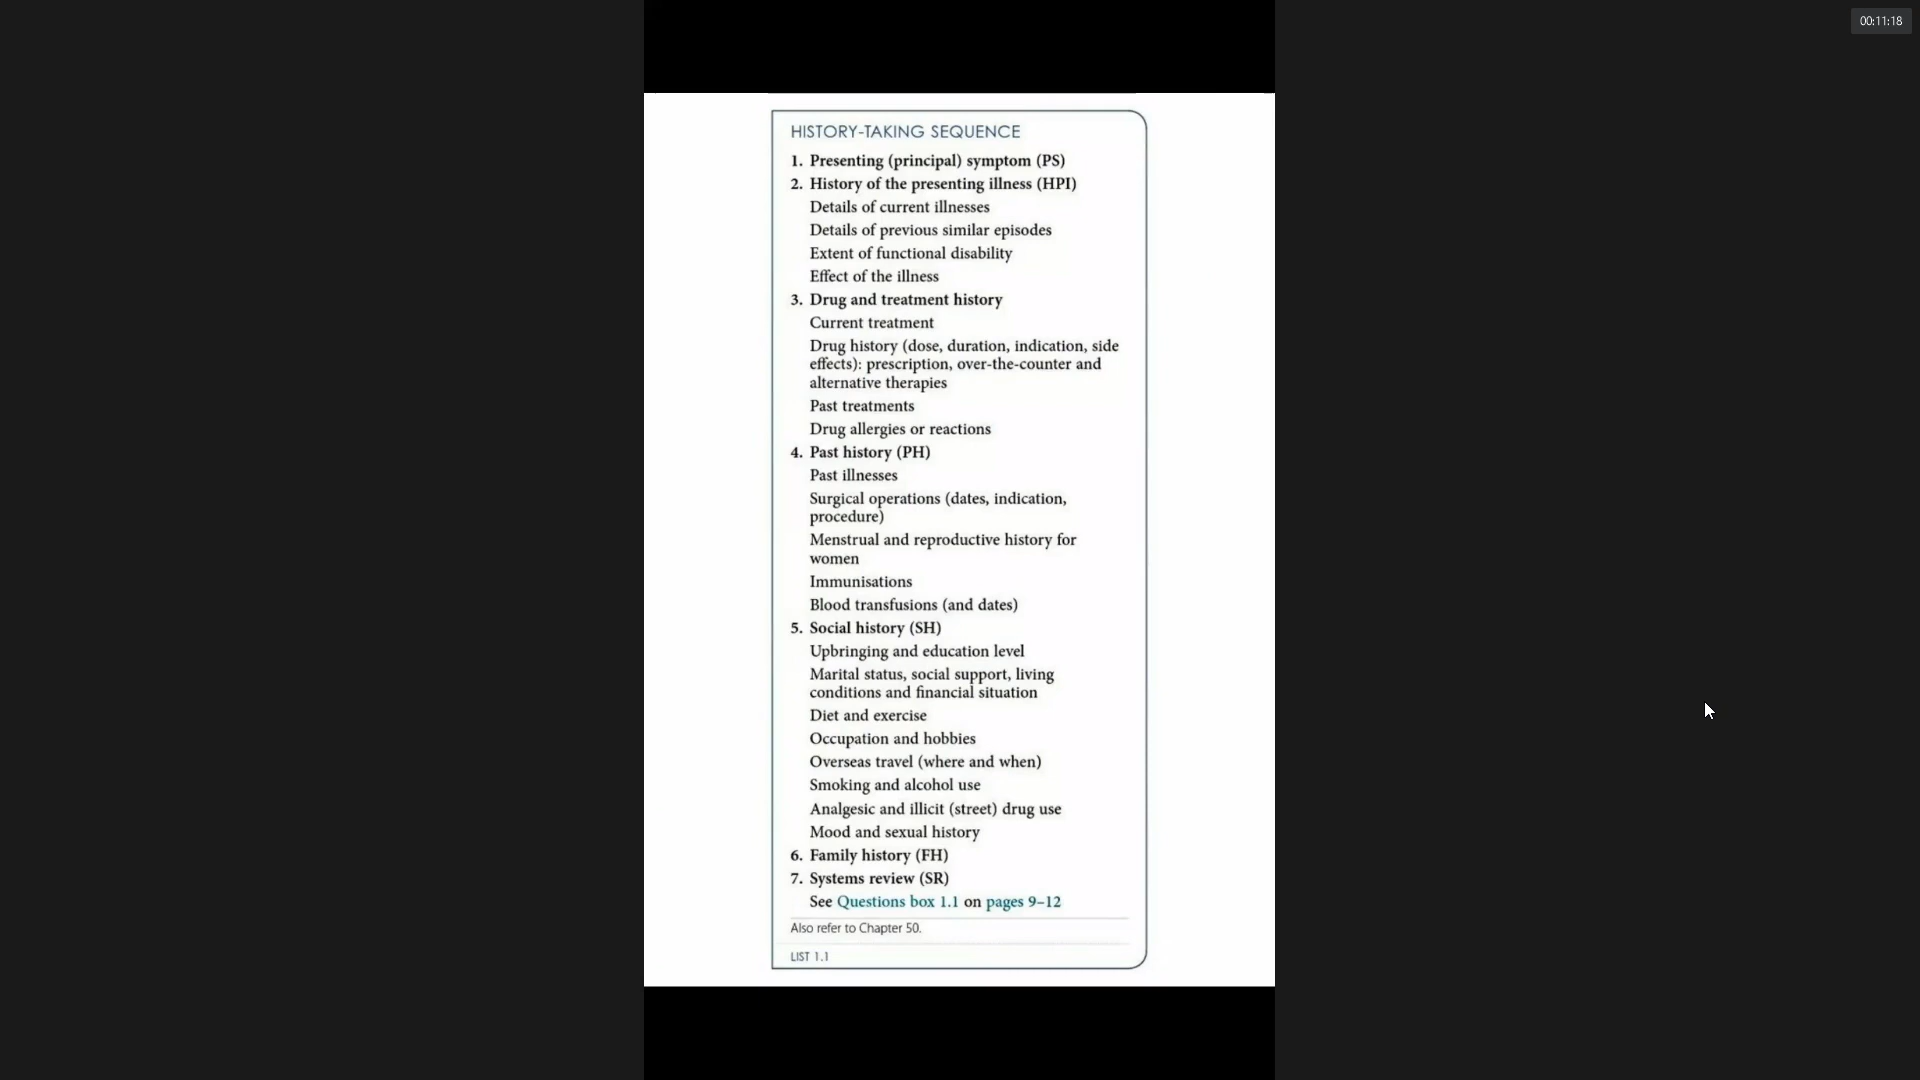 00:11:18
HISTORY-TAKING SEQUENCE
1. Presenting (principal) symptom (PS)
2. History of the presenting illness (HPI)
Details of current illnesses
Details of previous similar episodes
Extent of functional disability
Effect of the illness
3. Drug and treatment history
Current treatment
Drug history (dose, duration, indication, side
effects): prescription, over-the-counter and
alternative therapies
Past treatments
Drug allergies or reactions
4. Past history (PH)
Past illnesses
Surgical operations (dates, indication,
procedure)
Menstrual and reproductive history for
women
Immunisations
Blood transfusions (and dates)
5. Social history (SH)
Upbringing and education level
Marital status, social support, living
conditions and financial situation
Diet and exercise
Occupation and hobbies
Overseas travel (where and when)
Smoking and alcohol use
Analgesic and illicit (street) drug use
Mood and sexual history
6. Family history (FH)
7. Systems review (SR)
See Questions box 1.1 on pages 9–12
Also refer to Chapter 50.
LIST 1.1